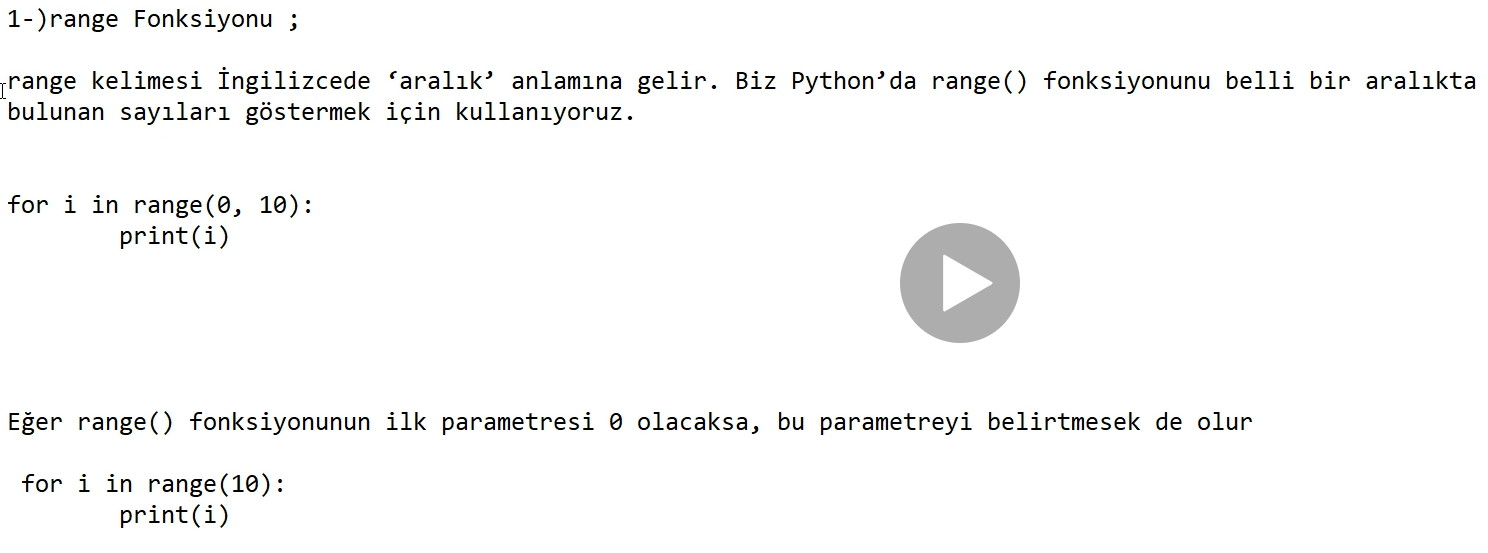 1-)range Fonksiyonu ;
range kelimesi İngilizcede ‘aralık’ anlamına gelir. Biz Python’da range() fonksiyonunu belli bir aralıkta
bulunan sayıları göstermek için kullanıyoruz.
for i in range(0, 10):
        print(i)
Eğer range() fonksiyonunun ilk parametresi 0 olacaksa, bu parametreyi belirtmesek de olur
 for i in range(10):
        print(i)